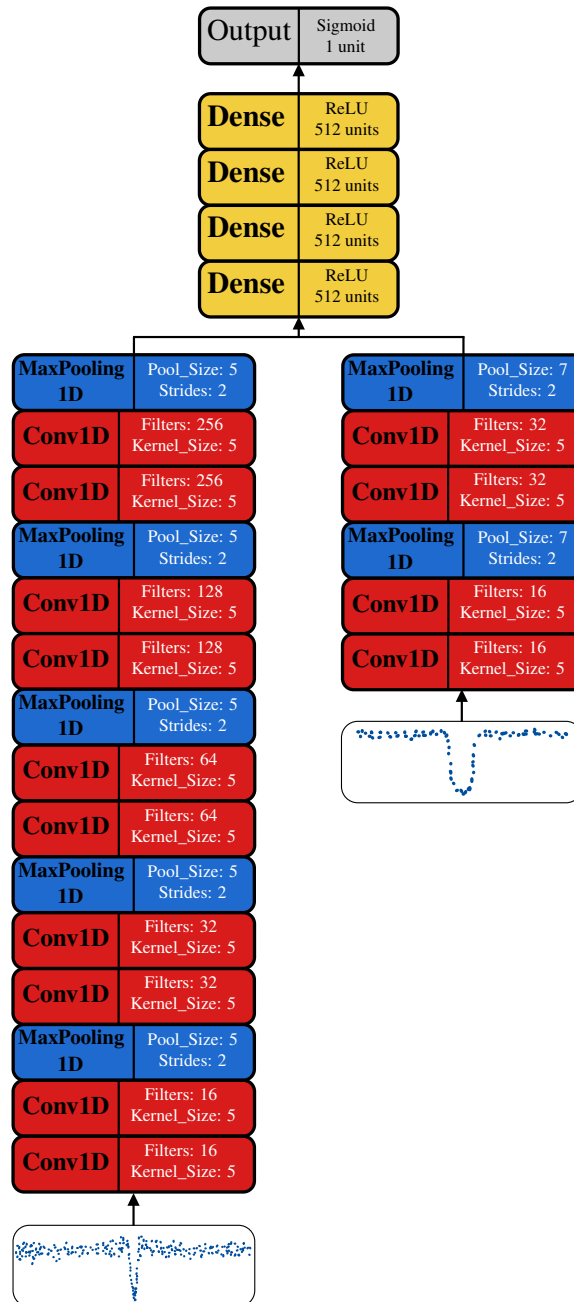 Output
Sigmoid
1 unit
Dense
ReLU
512 units
Dense
ReLU
512 units
Dense
ReLU
512 units
Dense
ReLU
512 units
MaxPooling
1D
Pool_Size: 5
Strides: 2
Conv1D
Filters: 256
Kernel_Size: 5
Conv1D
Filters: 256
Kernel_Size: 5
MaxPooling
1D
Pool_Size: 5
Strides: 2
Conv1D
Filters: 128
Kernel_Size: 5
Conv1D
Filters: 128
Kernel_Size: 5
MaxPooling
1D
Pool_Size: 5
Strides: 2
Conv1D
Filters: 64
Kernel_Size: 5
Conv1D
Filters: 64
Kernel_Size: 5
MaxPooling
1D
Pool_Size: 5
Strides: 2
Conv1D
Filters: 32
Kernel_Size: 5
Conv1D
Filters: 32
Kernel_Size: 5
MaxPooling
1D
Pool_Size: 5
Strides: 2
Conv1D
Filters: 16
Kernel_Size: 5
Conv1D
Filters: 16
Kernel_Size: 5
MaxPooling
1D
Pool_Size: 7
Strides: 2
Conv1D
Filters: 32
Kernel_Size: 5
Conv1D
Filters: 32
Kernel_Size: 5
MaxPooling
1D
Pool_Size: 7
Strides: 2
Conv1D
Filters: 16
Kernel_Size: 5
Conv1D
Filters: 16
Kernel_Size: 5